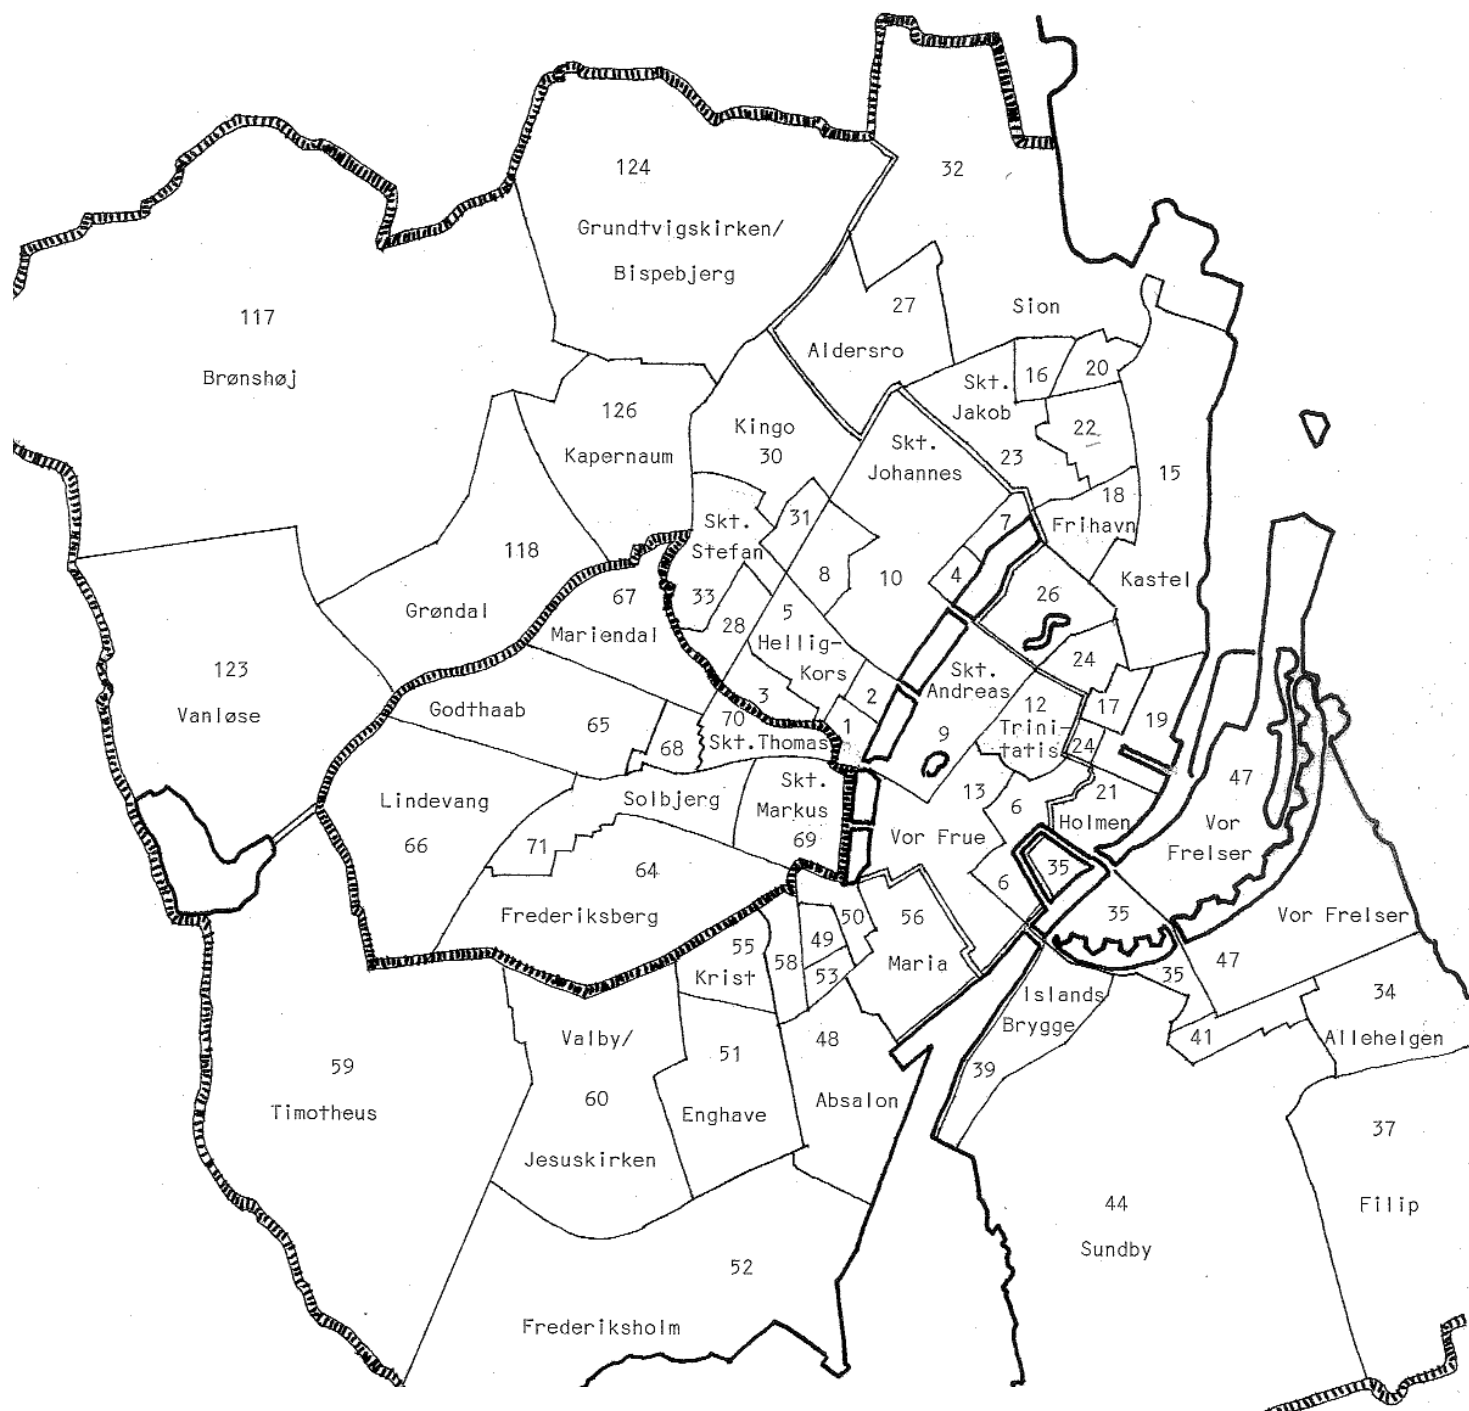 124
Grundtvigskirken/
Bispebjerg
32
117
Brønshøj
27
Aldersro
Sion
16
20
Skt.
Jakob
23
22
126
Kapernaum
Kingo
30
Skt.
Johannes
15
18
Frihavn
Kastel
Skt.
Stefan
33
31
7
118
Grøndal
67
Mariendal
28
8
10
4
26
5
Hellig-
Kors
3
2
1
Skt.
Andreas
9
24
12
Trini-
tatis
17
24
19
123
Vanløse
Godthaab
65
68
70
Skt.Thomas
Lindevang
66
Solbjerg
71
Skt.
Markus
69
13
Vor Frue
6
6
21
Holmen
47
Vor
Frelser
35
35
35
64
Frederiksberg
50
49
53
58
56
Maria
55
Krist
Vor Frelser
47
Islands
Brygge
39
41
34
Allehelgen
59
Timotheus
Valby/
60
Jesuskirken
51
Enghave
48
Absalon
37
Filip
44
Sundby
52
Frederiksholm